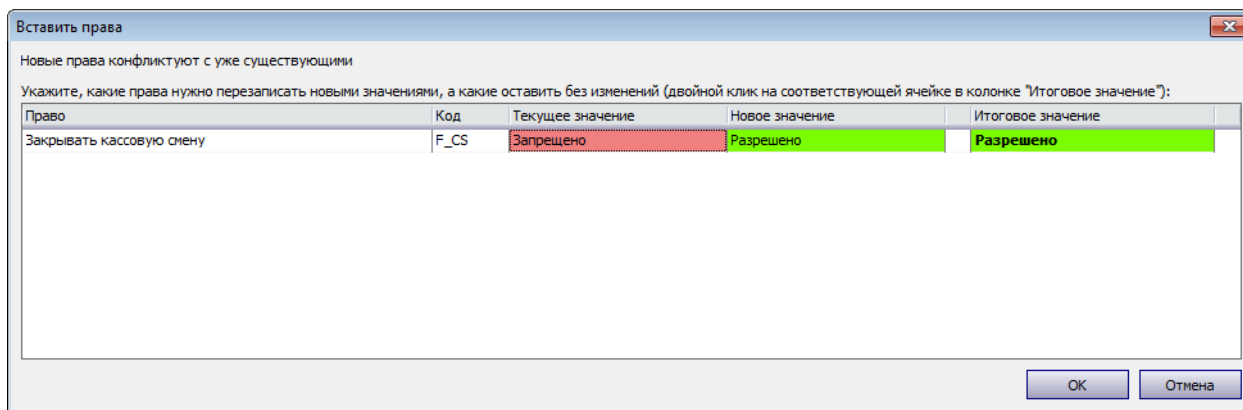 Вставить права
Новые права конфликтуют с уже существующими
Укажите, какие права нужно перезаписать новыми значениями, а какие оставить без изменений (двойной клик на соответствующей ячейке в колонке "Итоговое значение"):
Право Код Текущее значение Новое значение Итоговое значение
Закрывать кассовую смену F_CS Запрещено Разрешено Разрешено
OK Отмена